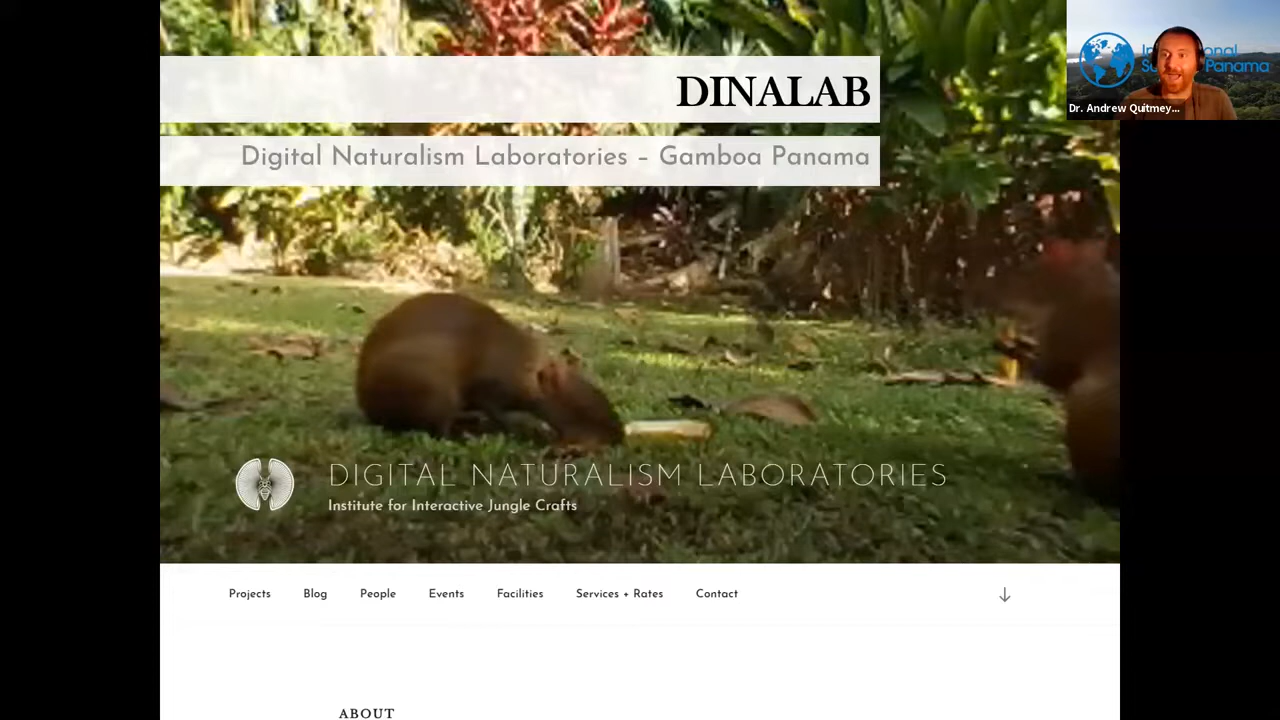 DINALAB
Digital Naturalism Laboratories – Gamboa Panama
Dr. Andrew Quitmey...
DIGITAL NATURALISM LABORATORIES
Institute for Interactive Jungle Crafts
Projects Blog People Events Facilities Services + Rates Contact
ABOUT